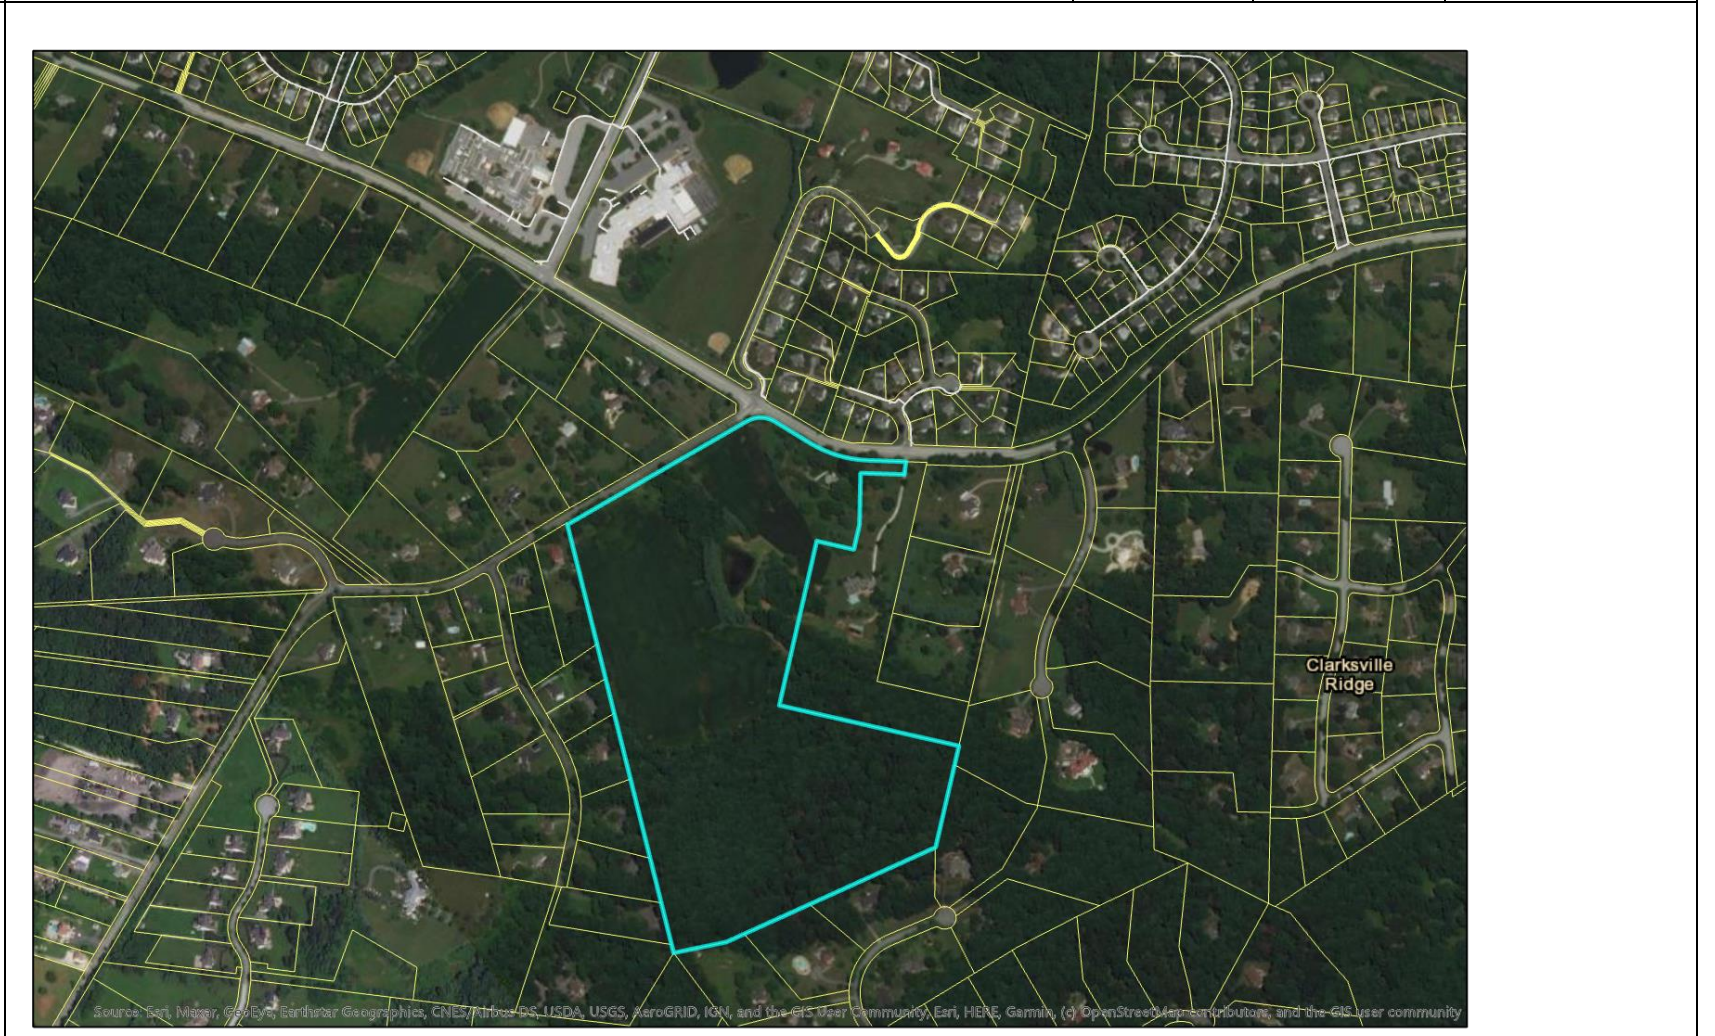 Clarksville
Ridge
Source: Esri, Maxar, GeoEye, Earthstar Geographics, CNES/Airbus DS, USDA, USGS, AeroGRID, IGN, and the GIS User Community, Esri, HERE, Garmin, (c) OpenStreetMap contributors, and the GIS user community